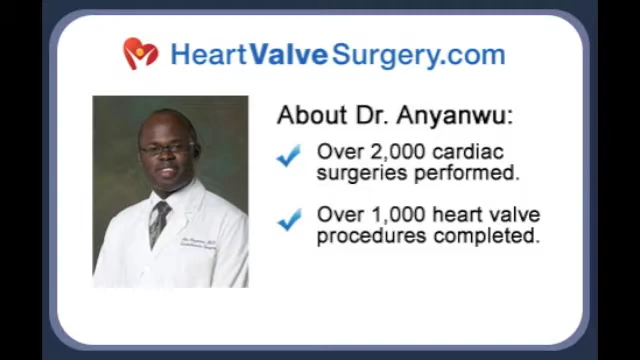 HeartValveSurgery.com
About Dr. Anyanwu:
Over 2,000 cardiac
surgeries performed.
Over 1,000 heart valve
procedures completed.